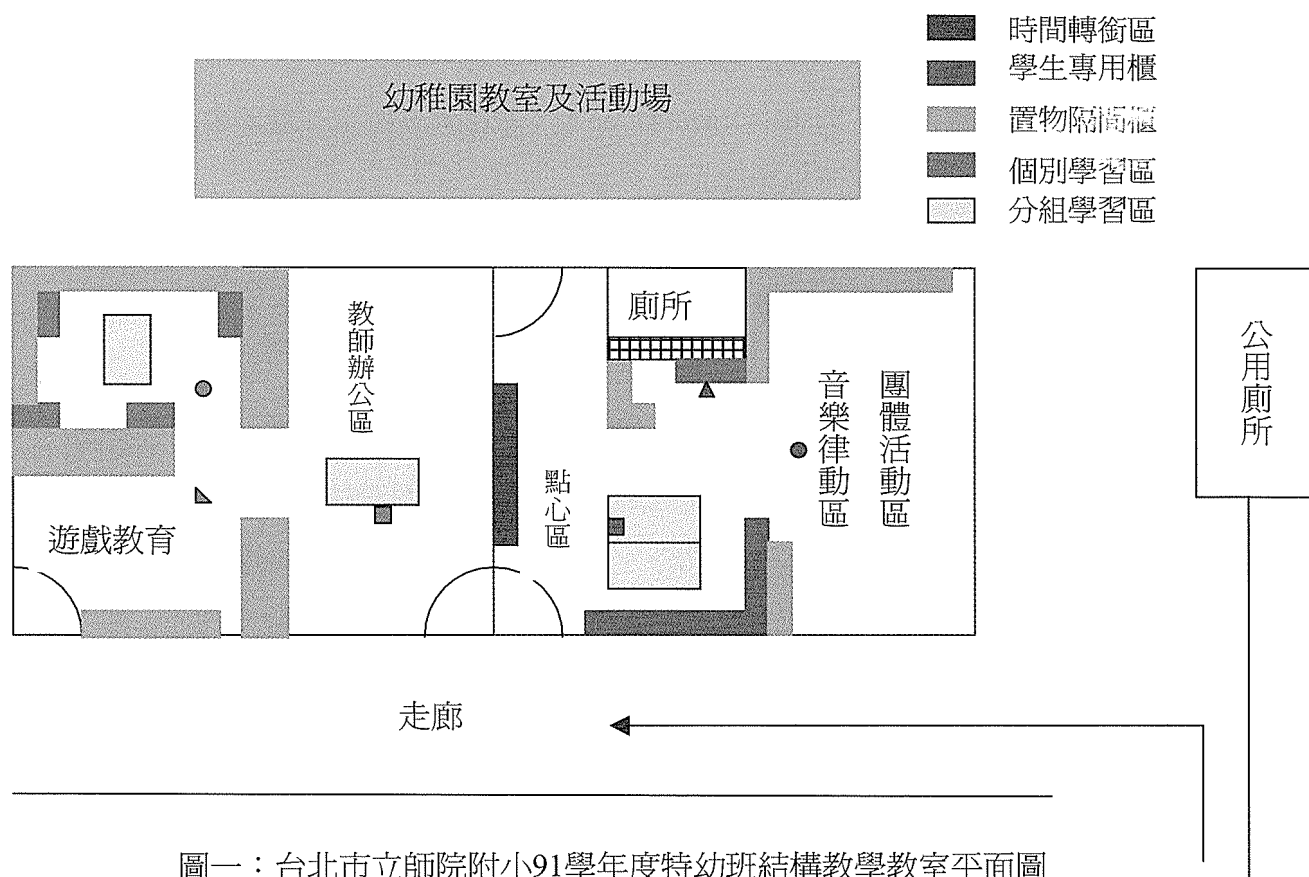 時間轉銜區
學生專用櫃
置物隔間櫃
個別學習區
分組學習區
幼稚園教室及活動場
教師辦公區
廁所
音樂律動區
團體活動區
公用廁所
點心區
遊戲教育
走廊
圖一：台北市立師院附小91學年度特幼班結構教學教室平面圖